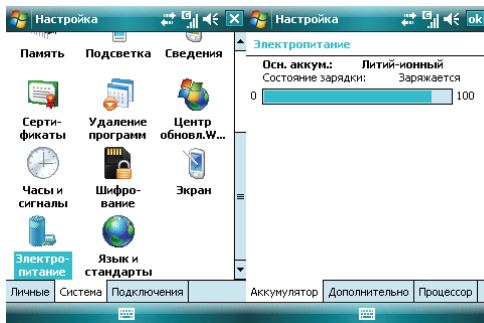 Настройка
Память Подсветка Сведения
Серти-
фикаты
Удаление
программ
Центр
обновл.W...
Часы и
сигналы
Шифро-
вание
Экран
Электро-
питание
Язык и
стандарты
Личные Система Подключения
Настройка ok
Электропитание
Осн. аккум.: Литий-ионный
Состояние зарядки: Заряжается
0 100
Аккумулятор Дополнительно Процессор